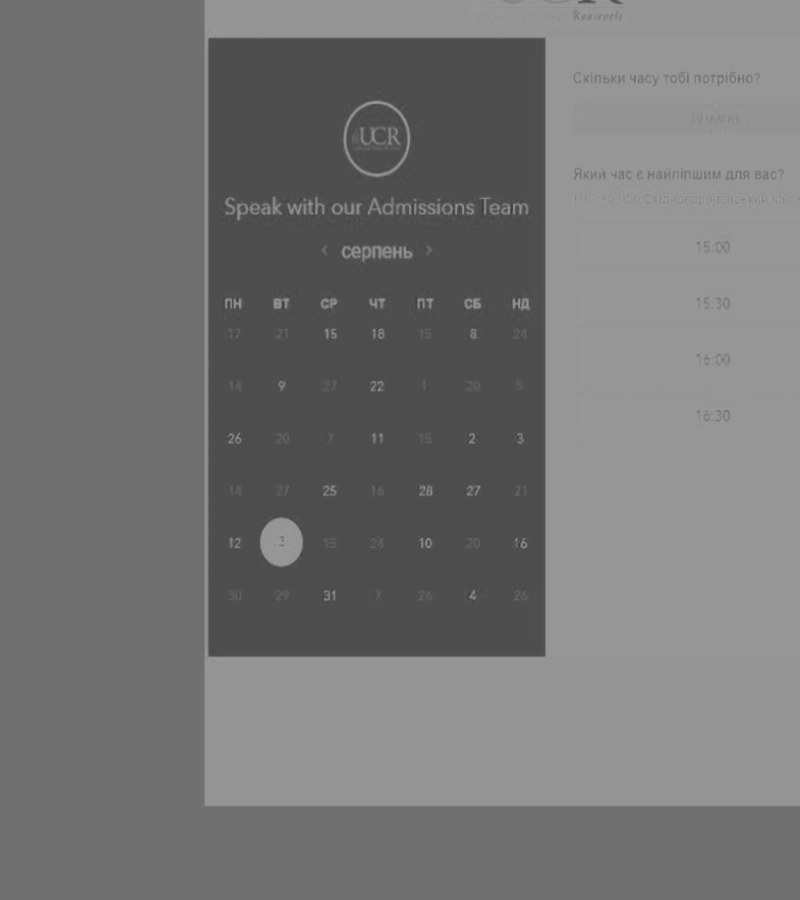 Roosevelt
UCR
Speak with our Admissions Team
‹ серпень ›
ПН ВТ СР ЧТ ПТ СБ НД
17 21 15 18 15 8 24
14 9 27 22 1 20 5
26 20 7 11 15 2 3
14 27 25 16 28 27 21
12 3 15 24 10 20 16
30 29 31 7 26 4 26
Скільки часу тобі потрібно?
Який час є найліпшим для вас?
15:00
15:30
16:00
16:30